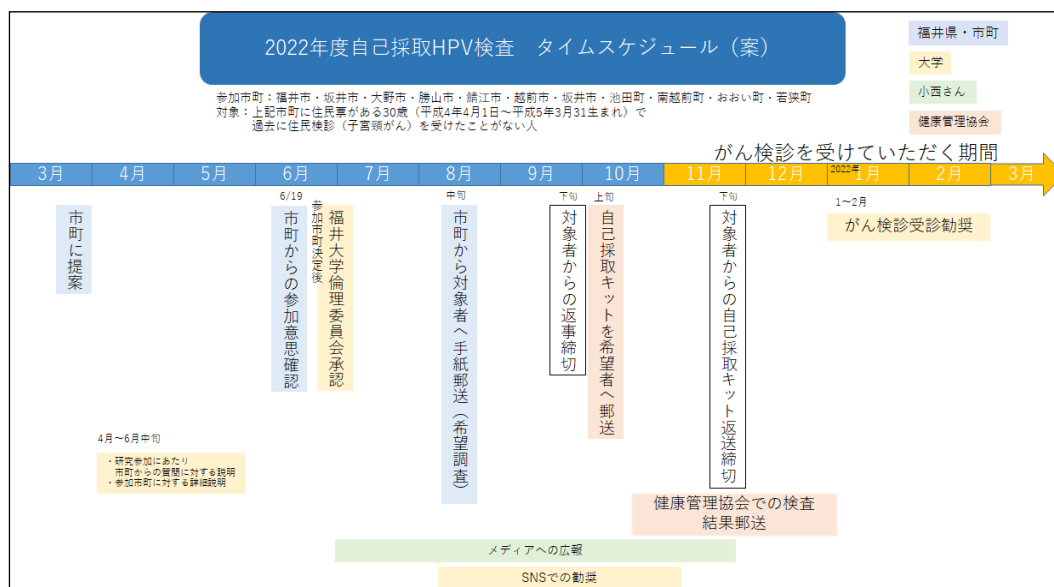 2022年度自己採取HPV検査　タイムスケジュール（案）
福井県・市町
大学
小西さん
健康管理協会
参加市町：福井市・坂井市・大野市・勝山市・鯖江市・越前市・坂井市・池田町・南越前町・おおい町・若狭町
対象：上記市町に住民票がある30歳（平成4年4月1日～平成5年3月31生まれ）で
過去に住民検診（子宮頸がん）を受けたことがない人
がん検診を受けていただく期間
3月
4月
5月
6月
7月
8月
9月
10月
11月
12月
2022年
1月
2月
3月
市町に提案
4月～6月中旬
・研究参加にあたり
市町からの質問に対する説明
・参加市町に対する詳細説明
6/19
市町からの参加意思確認
参加市町決定後
福井大学倫理委員会承認
中旬
市町から対象者へ手紙郵送（希望調査）
下旬
対象者からの返事締切
上旬
自己採取キットを希望者へ郵送
下旬
対象者からの自己採取キット返送締切
1～2月
がん検診受診勧奨
健康管理協会での検査
結果郵送
メディアへの広報
SNSでの勧奨